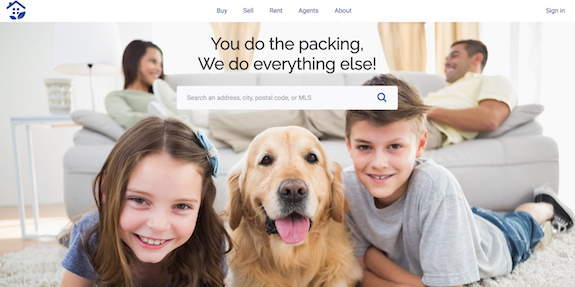 Buy Sell Rent Agents About Sign in
You do the packing,
We do everything else!
Search an address, city, postal code, or MLS